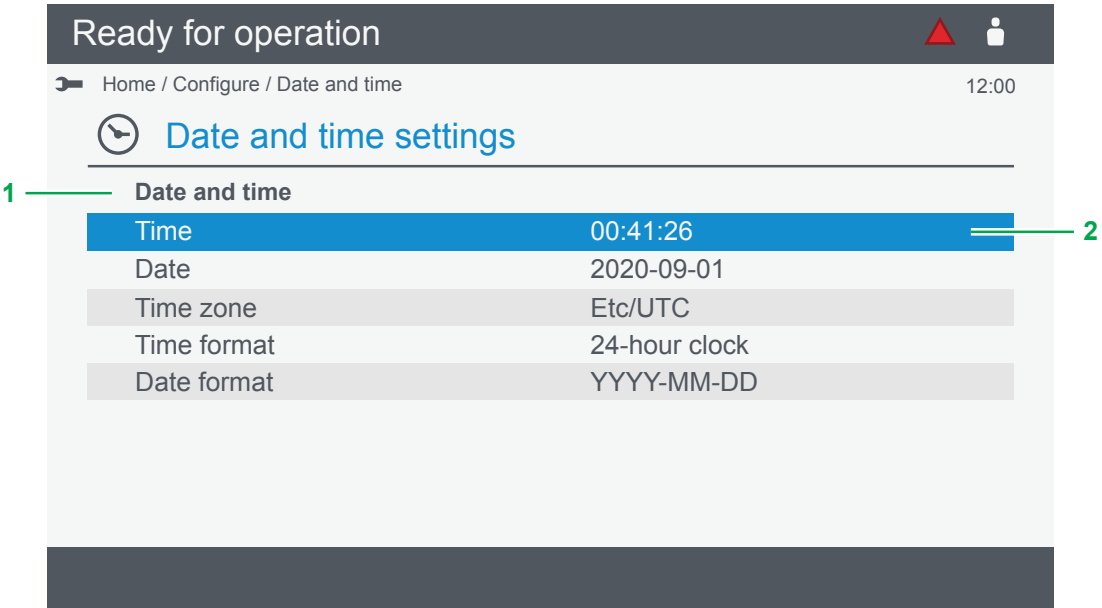 Ready for operation
Home / Configure / Date and time 12:00
Date and time settings
1 Date and time
Time 00:41:26 2
Date 2020-09-01
Time zone Etc/UTC
Time format 24-hour clock
Date format YYYY-MM-DD